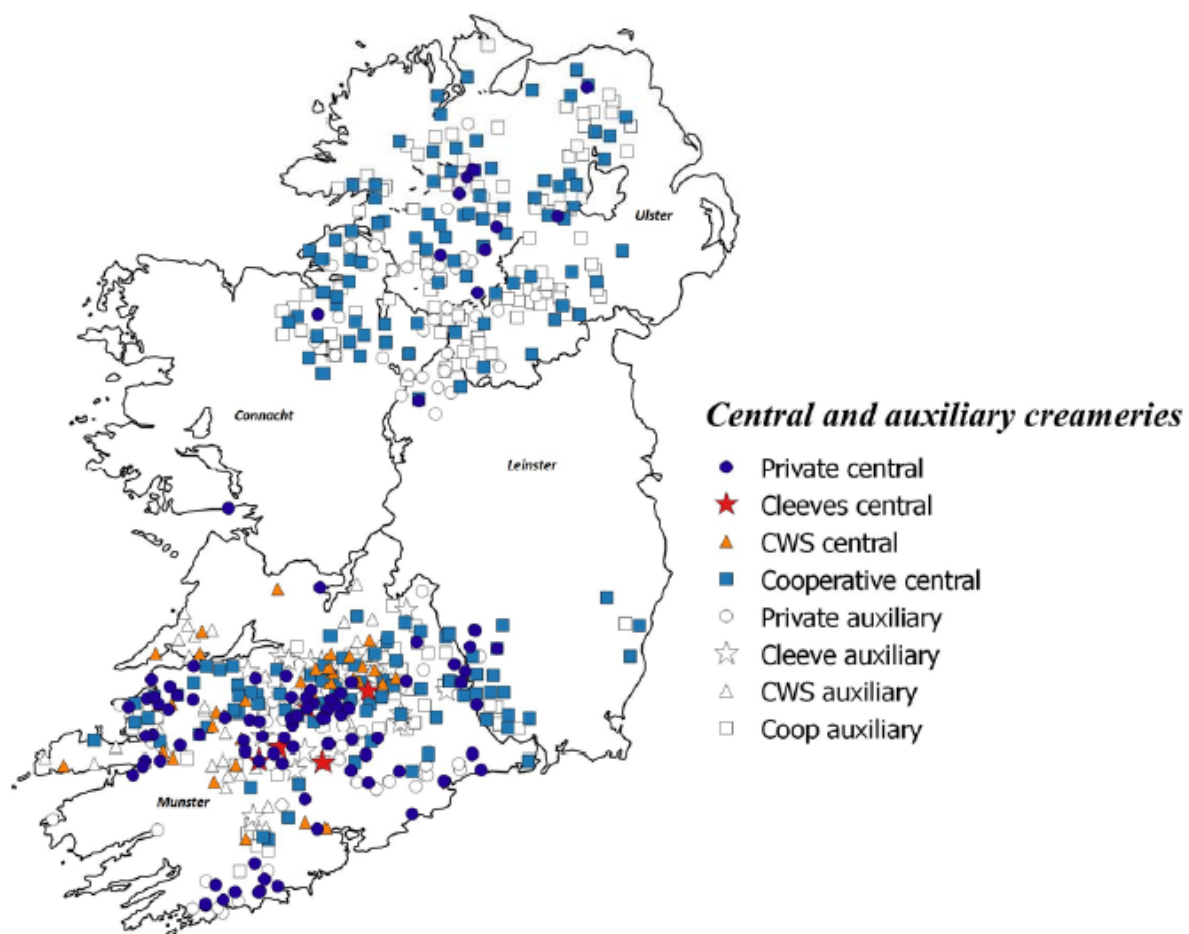 Ulster
Connacht
Leinster
Munster
Central and auxiliary creameries
Private central
Cleeves central
CWS central
Cooperative central
Private auxiliary
Cleeve auxiliary
CWS auxiliary
Coop auxiliary